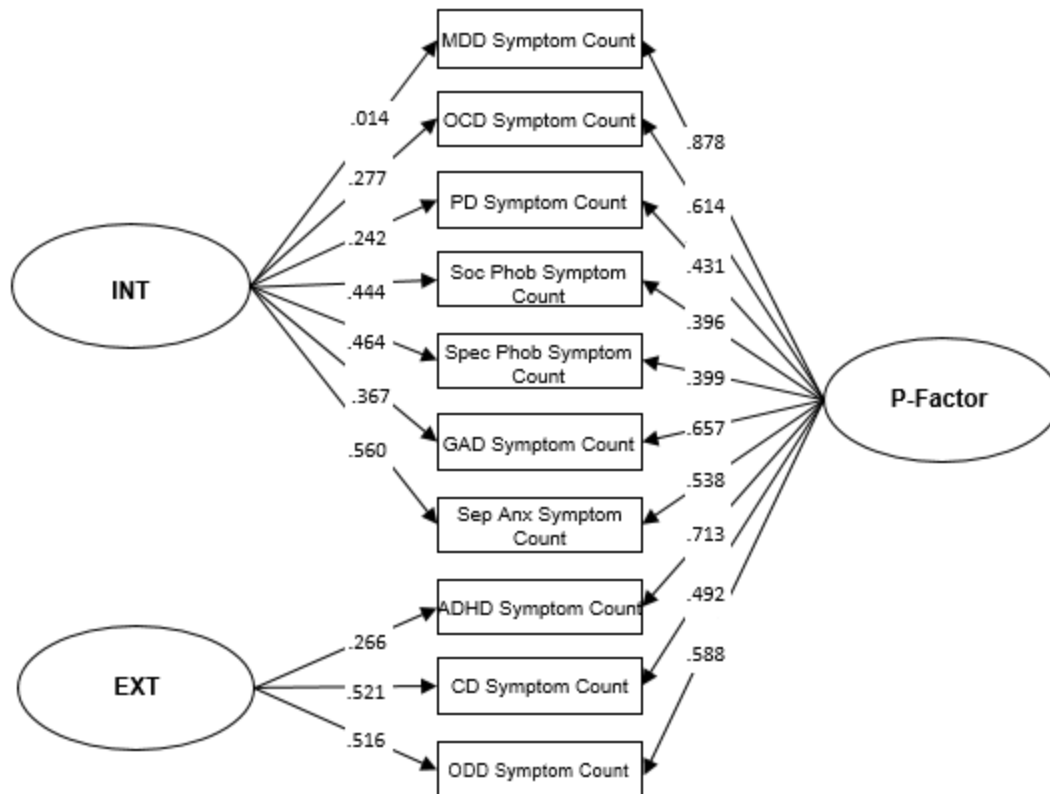 MDD Symptom Count
.014
OCD Symptom Count
.878
.277
PD Symptom Count
.614
.242
INT
Soc Phob Symptom
Count
.431
.444
.396
.464
Spec Phob Symptom
Count
.399
P-Factor
.367
GAD Symptom Count
.657
.560
.538
Sep Anx Symptom
Count
.713
ADHD Symptom Count
.492
.266
EXT
CD Symptom Count
.588
.521
.516
ODD Symptom Count